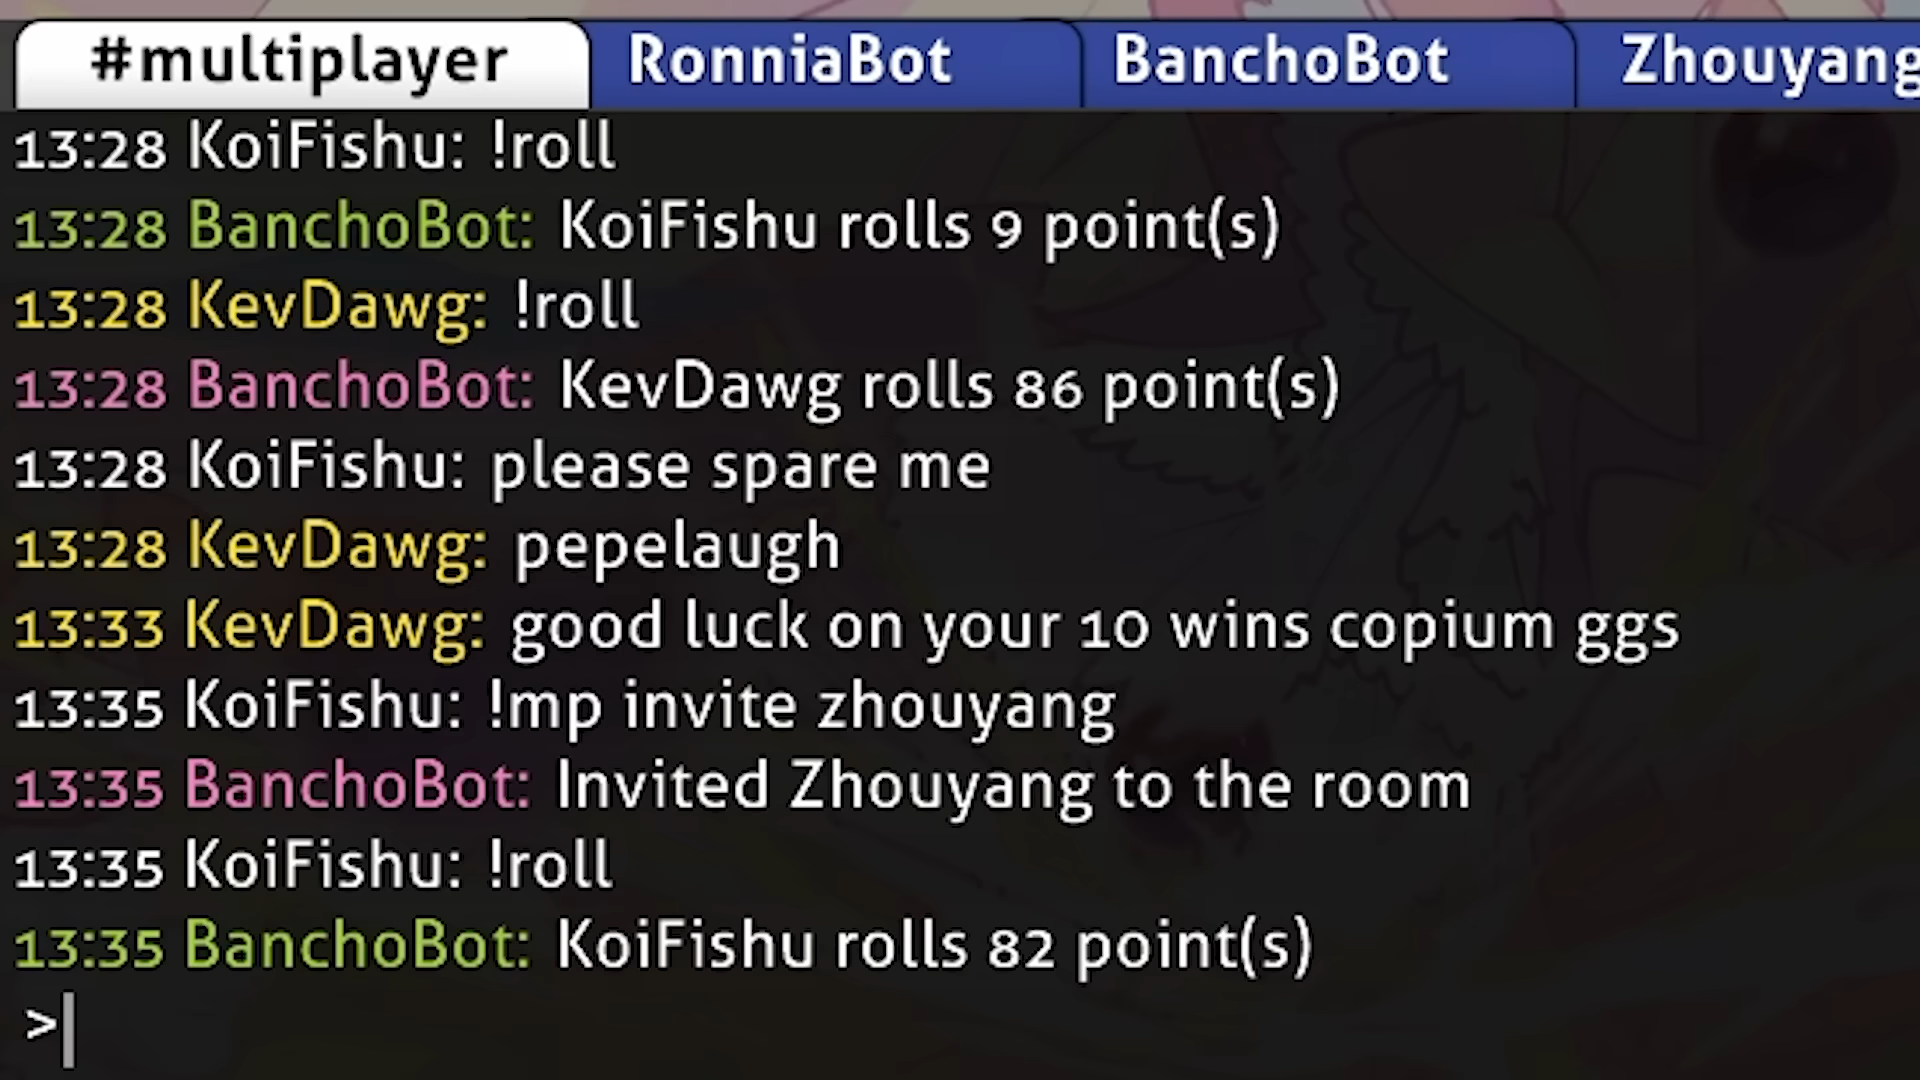 #multiplayer RonniaBot BanchoBot Zhouyang
13:28 KoiFishu: !roll
13:28 BanchoBot: KoiFishu rolls 9 point(s)
13:28 KevDawg: !roll
13:28 BanchoBot: KevDawg rolls 86 point(s)
13:28 KoiFishu: please spare me
13:28 KevDawg: pepelaugh
13:33 KevDawg: good luck on your 10 wins copium ggs
13:35 KoiFishu: !mp invite zhouyang
13:35 BanchoBot: Invited Zhouyang to the room
13:35 KoiFishu: !roll
13:35 BanchoBot: KoiFishu rolls 82 point(s)
>